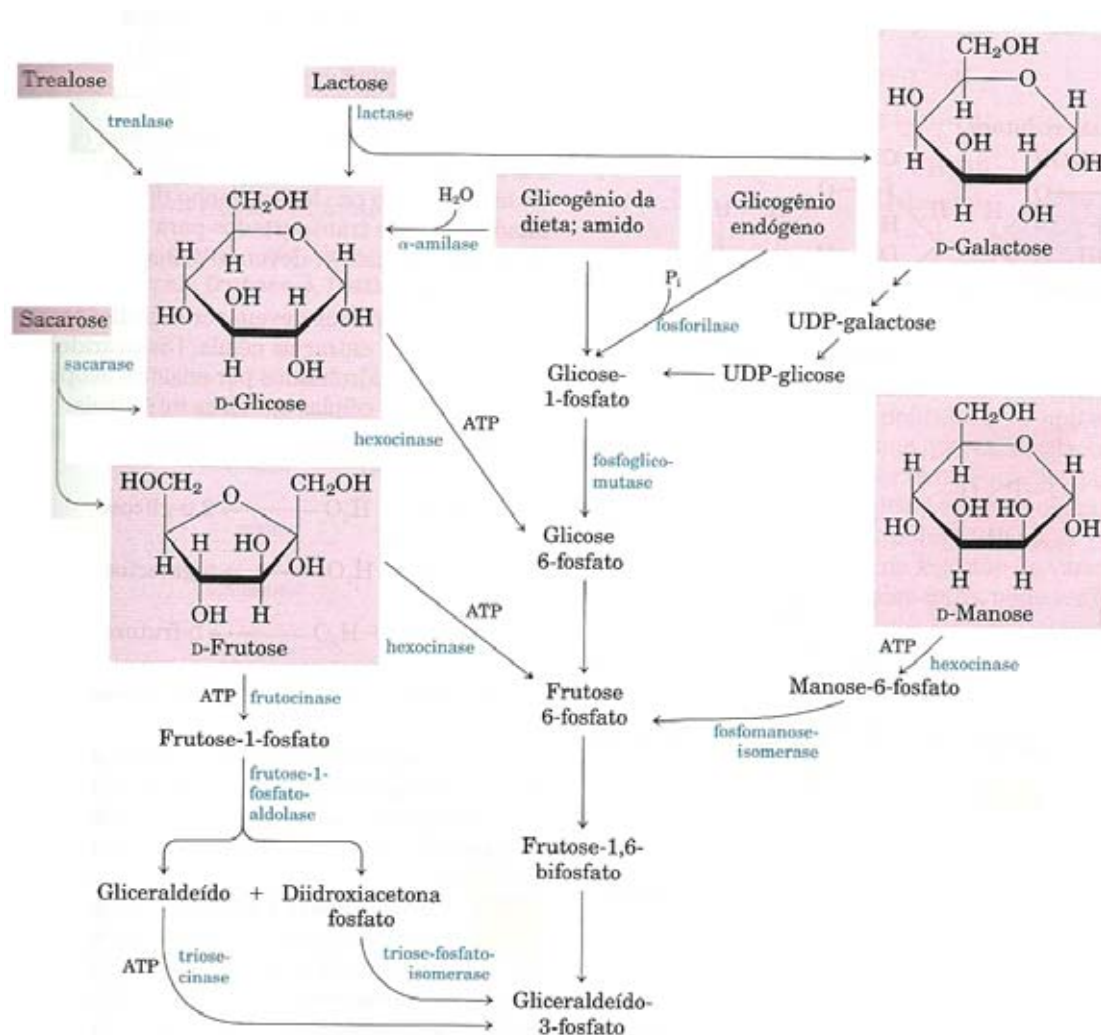 Trealose
trealase
Lactose
lactase
CH₂OH
O
H
HO
H
OH
H
H
OH
H
OH
D-Galactose
H₂O
α-amilase
Glicogênio da
dieta; amido
Glicogênio
endógeno
CH₂OH
O
H
H
H
OH
H
HO
OH
H
OH
D-Glicose
Pᵢ
fosforilase
UDP-galactose
UDP-glicose
Glicose-
1-fosfato
Sacarose
sacarase
hexocinase
ATP
fosfoglico-
mutase
CH₂OH
O
H
H
H
OH
HO
HO
OH
H
H
D-Manose
HOCH₂
O
CH₂OH
H
HO
H
OH
OH
H
D-Frutose
Glicose
6-fosfato
ATP
hexocinase
ATP
hexocinase
Manose-6-fosfato
fosfomanose-
isomerase
Frutose
6-fosfato
ATP
frutocinase
Frutose-1-fosfato
frutose-1-
fosfato-
aldolase
Frutose-1,6-
bifosfato
Gliceraldeído + Diidroxiacetona
fosfato
ATP
triose-
cinase
triose-fosfato-
isomerase
Gliceraldeído-
3-fosfato